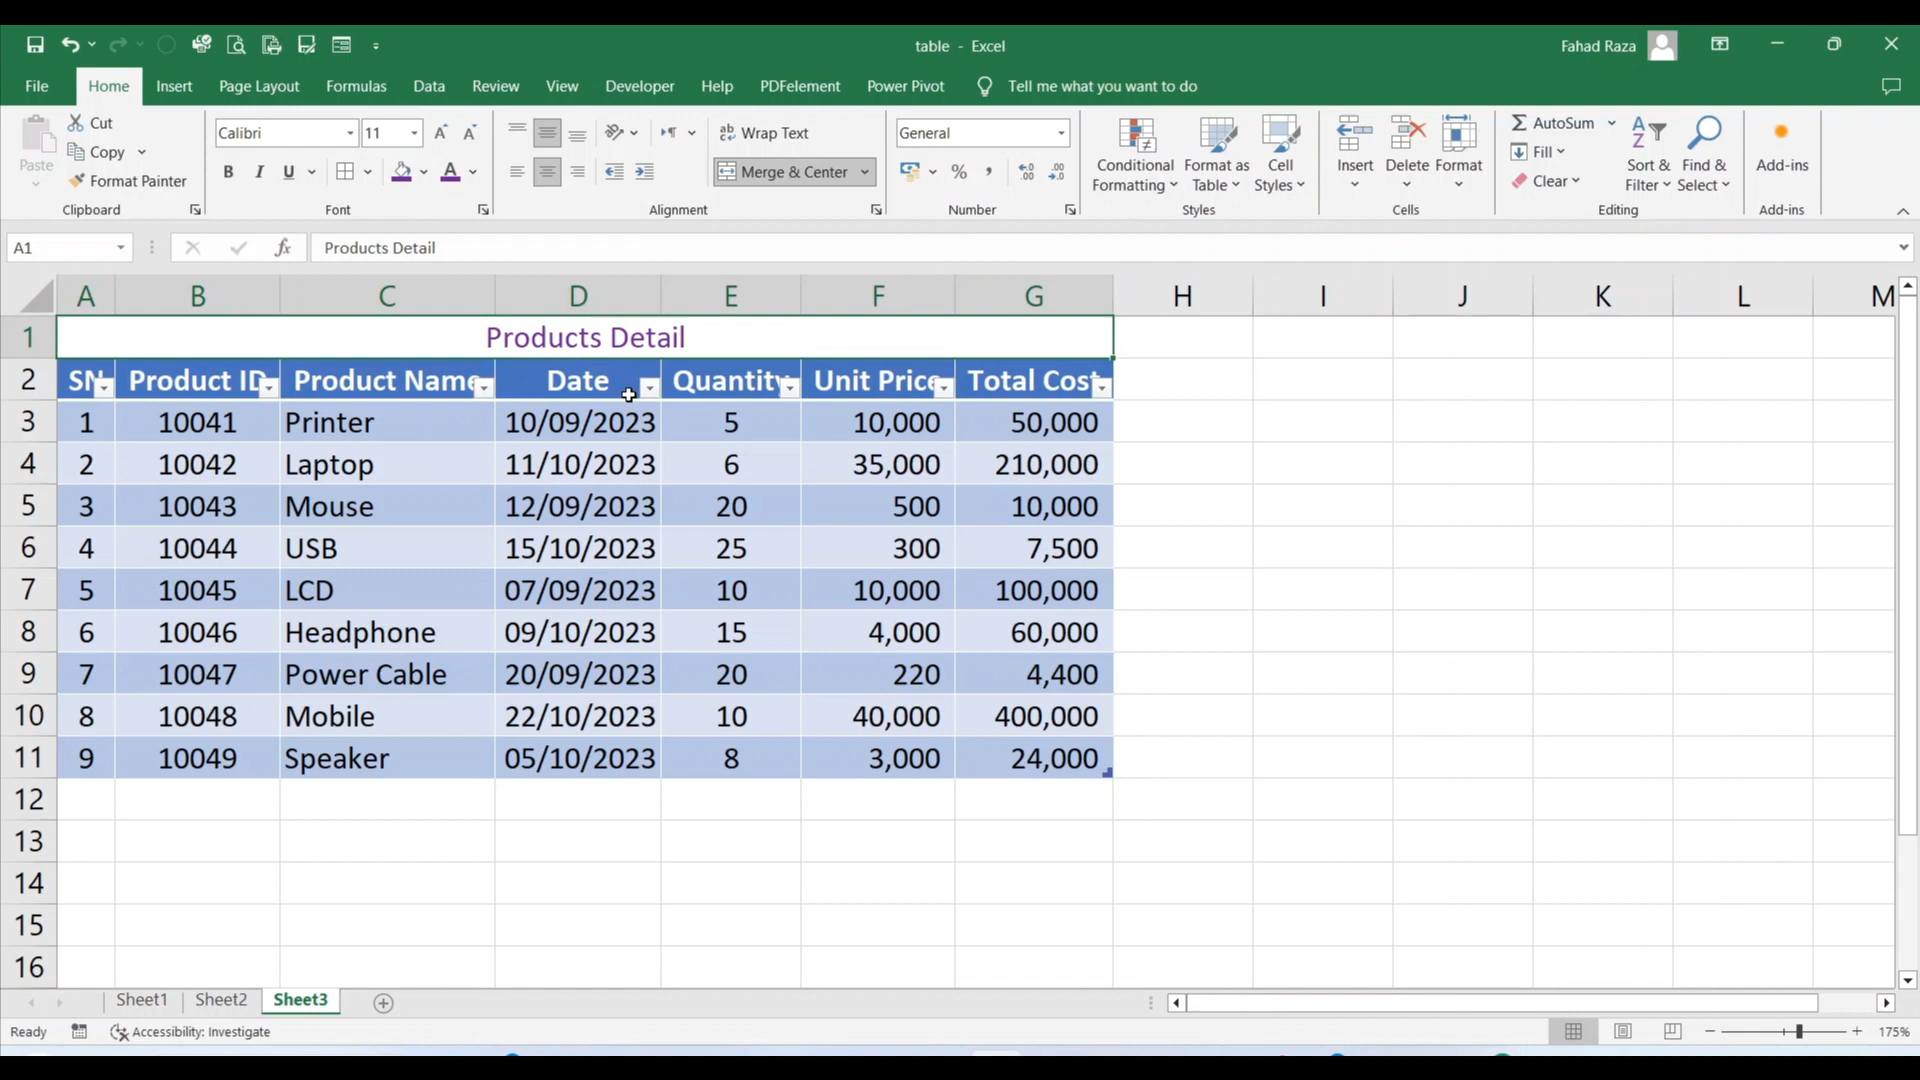 table - Excel
Fahad Raza
File Home Insert Page Layout Formulas Data Review View Developer Help PDFelement Power Pivot Tell me what you want to do
Paste
Cut
Copy
Format Painter
Clipboard
Calibri 11
B I U A
Font
ab Wrap Text
Merge & Center
Alignment
General
% ,
Number
Conditional Formatting
Format as Table
Cell Styles
Styles
Insert Delete Format
Cells
AutoSum
Fill
Clear
Sort & Filter
Find & Select
Editing
Add-ins
Add-ins
A1 fx Products Detail
A B C D E F G H I J K L M
1 Products Detail
2 SN Product ID Product Name Date Quantity Unit Price Total Cost
3 1 10041 Printer 10/09/2023 5 10,000 50,000
4 2 10042 Laptop 11/10/2023 6 35,000 210,000
5 3 10043 Mouse 12/09/2023 20 500 10,000
6 4 10044 USB 15/10/2023 25 300 7,500
7 5 10045 LCD 07/09/2023 10 10,000 100,000
8 6 10046 Headphone 09/10/2023 15 4,000 60,000
9 7 10047 Power Cable 20/09/2023 20 220 4,400
10 8 10048 Mobile 22/10/2023 10 40,000 400,000
11 9 10049 Speaker 05/10/2023 8 3,000 24,000
12
13
14
15
16
Sheet1 Sheet2 Sheet3
Ready Accessibility: Investigate 175%